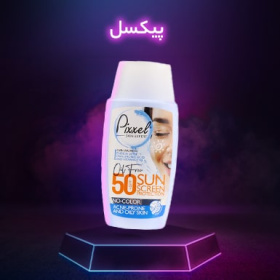 پیکسل
Pixxel
Oil Free
50 SUN
SCREEN
NO-COLOR
ACNE-PRONE
AND OILY SKIN